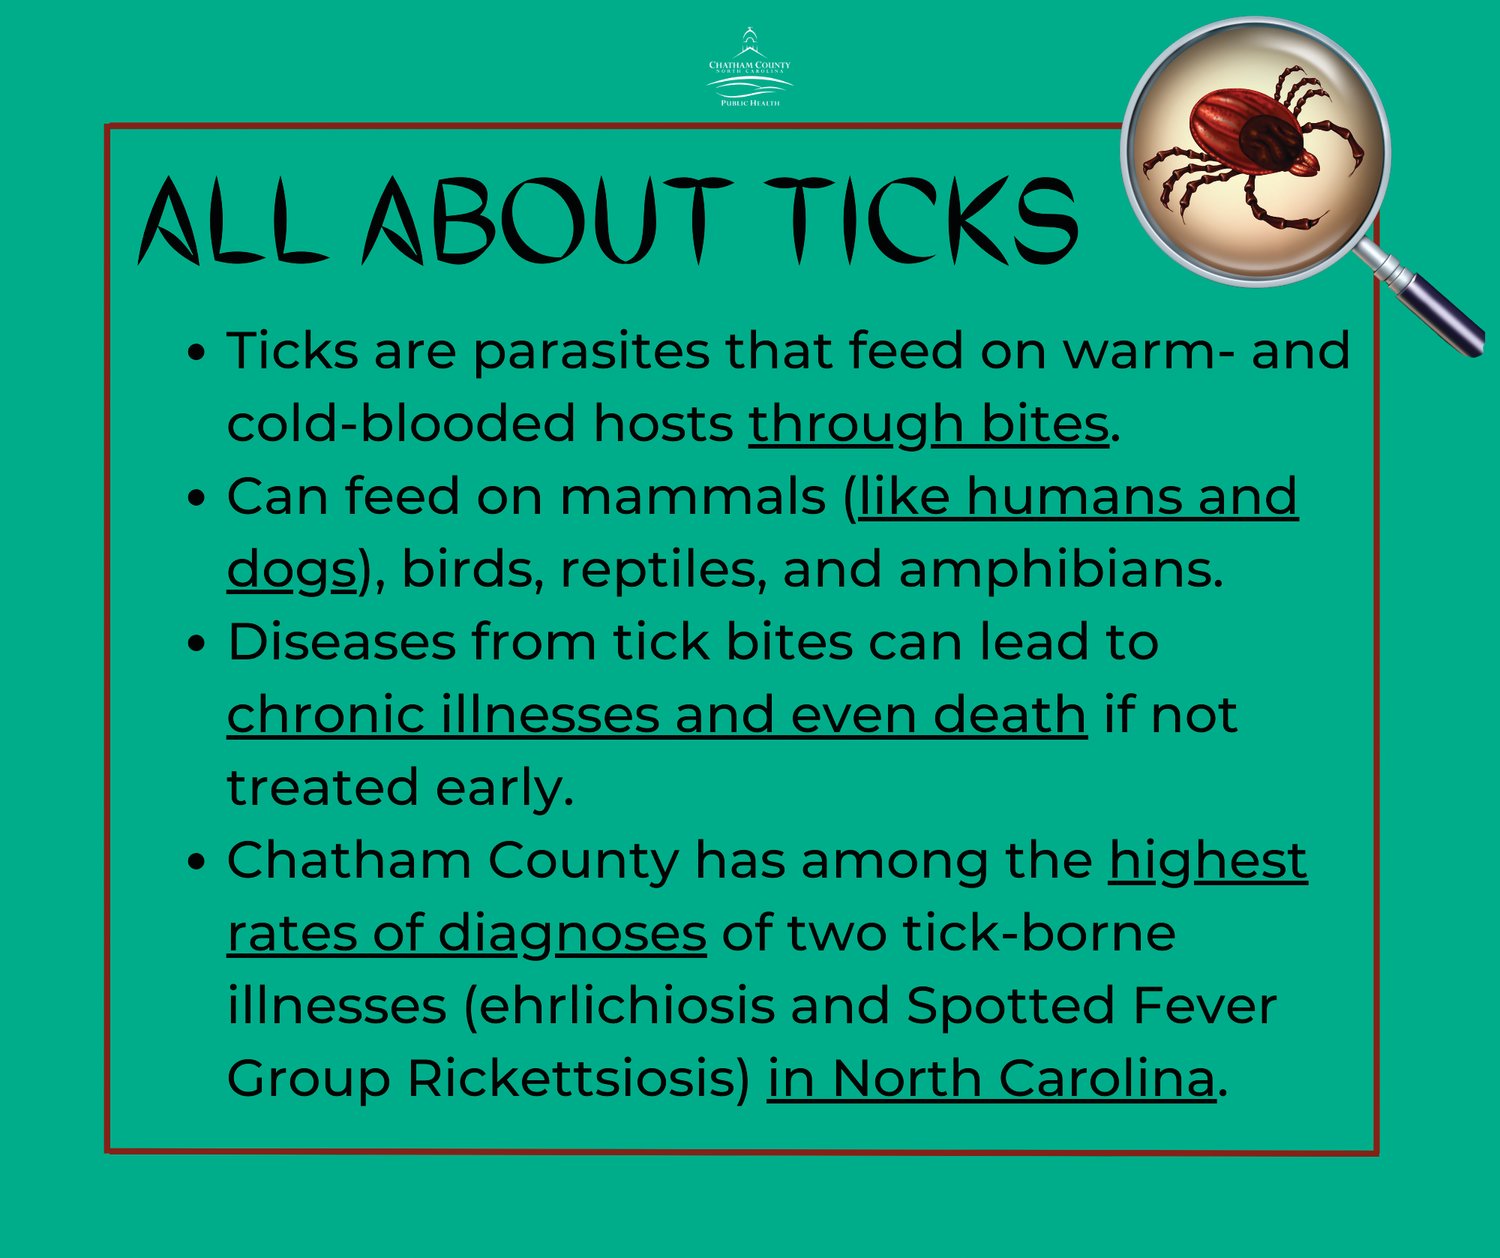 CHATHAM COUNTY
NORTH CAROLINA
PUBLIC HEALTH
ALL ABOUT TICKS
• Ticks are parasites that feed on warm- and
cold-blooded hosts through bites.
• Can feed on mammals (like humans and
dogs), birds, reptiles, and amphibians.
• Diseases from tick bites can lead to
chronic illnesses and even death if not
treated early.
• Chatham County has among the highest
rates of diagnoses of two tick-borne
illnesses (ehrlichiosis and Spotted Fever
Group Rickettsiosis) in North Carolina.